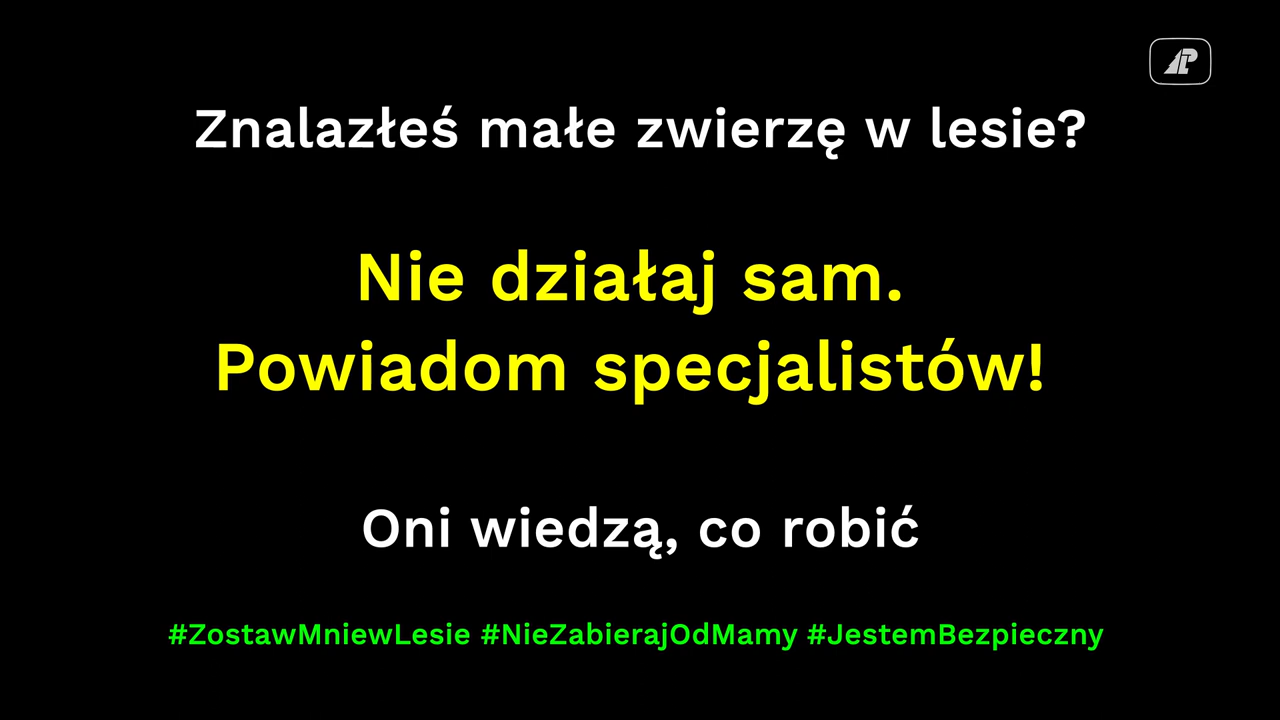 Znalazłeś małe zwierzę w lesie?
Nie działaj sam.
Powiadom specjalistów!
Oni wiedzą, co robić
#ZostawMniewLesie #NieZabierajOdMamy #JestemBezpieczny